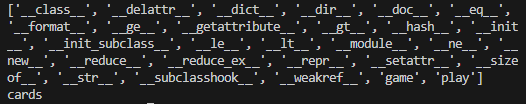 ['__class__', '__delattr__', '__dict__', '__dir__', '__doc__', '__eq__',
'__format__', '__ge__', '__getattribute__', '__gt__', '__hash__', '__init
__', '__init_subclass__', '__le__', '__lt__', '__module__', '__ne__', '__
new__', '__reduce__', '__reduce_ex__', '__repr__', '__setattr__', '__size
of__', '__str__', '__subclasshook__', '__weakref__', 'game', 'play']
cards